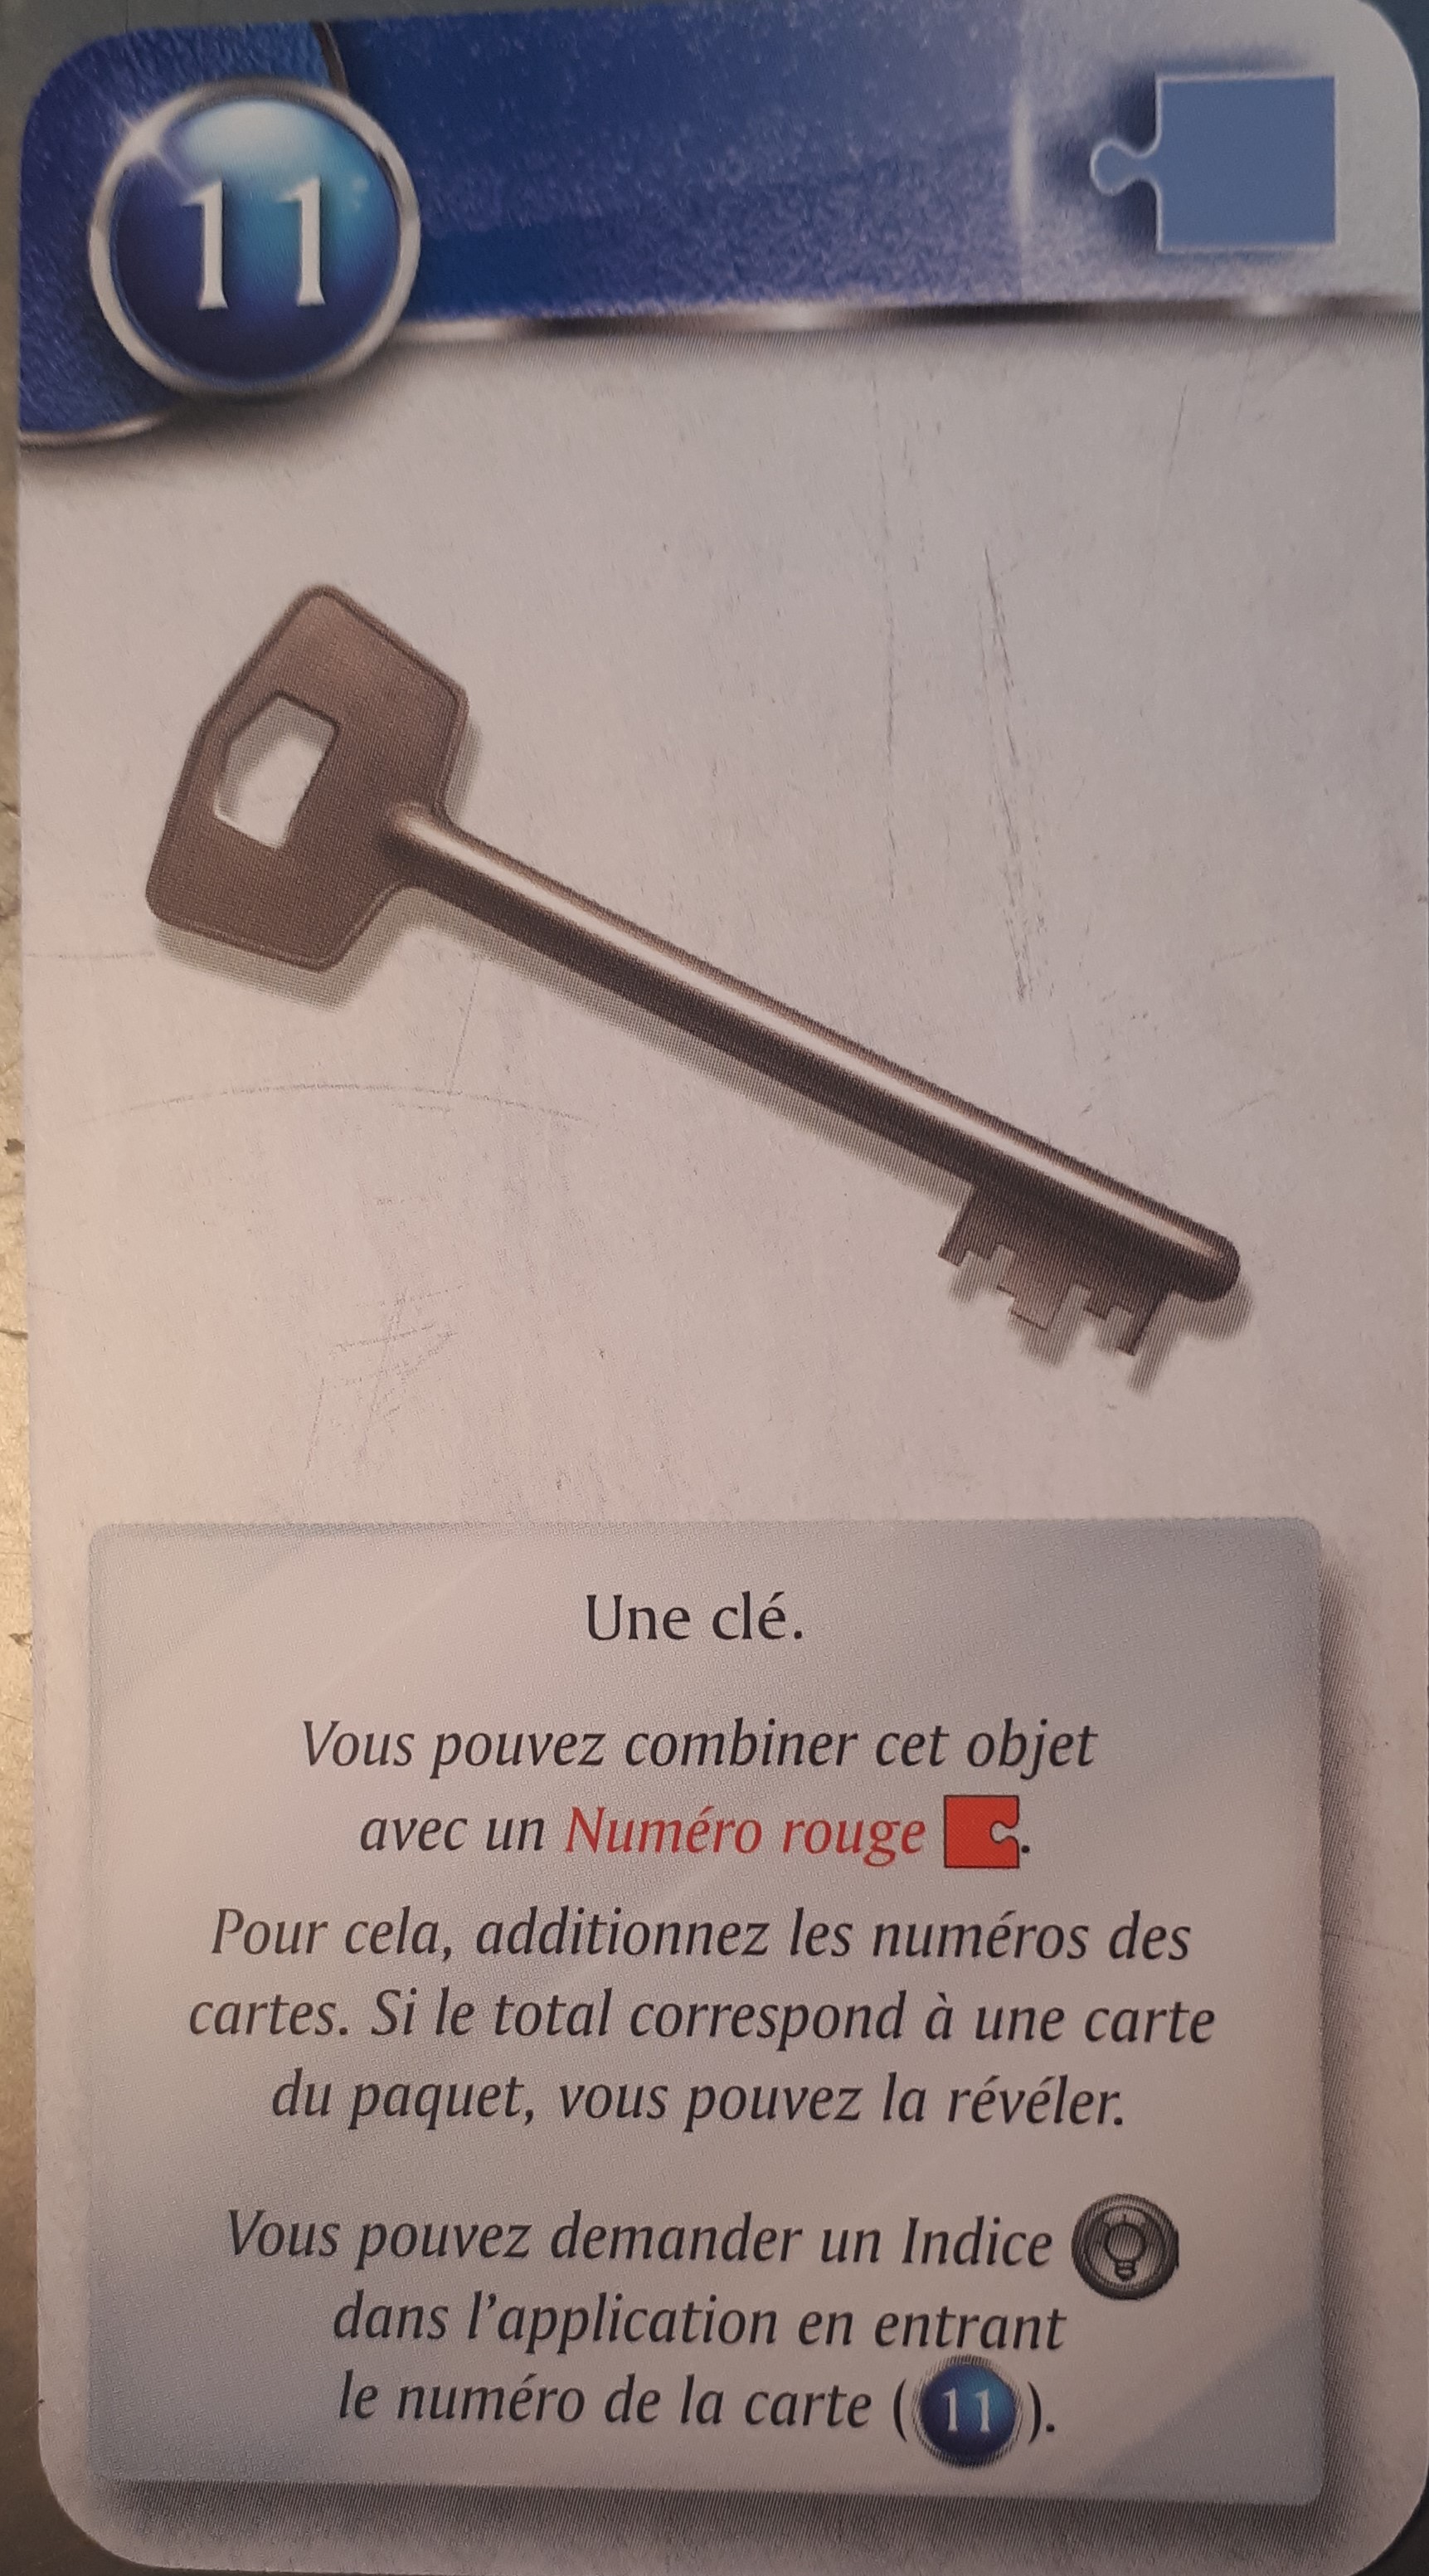 11
Une clé.
Vous pouvez combiner cet objet
avec un Numéro rouge .
Pour cela, additionnez les numéros des
cartes. Si le total correspond à une carte
du paquet, vous pouvez la révéler.
Vous pouvez demander un Indice
dans l'application en entrant
le numéro de la carte (11).